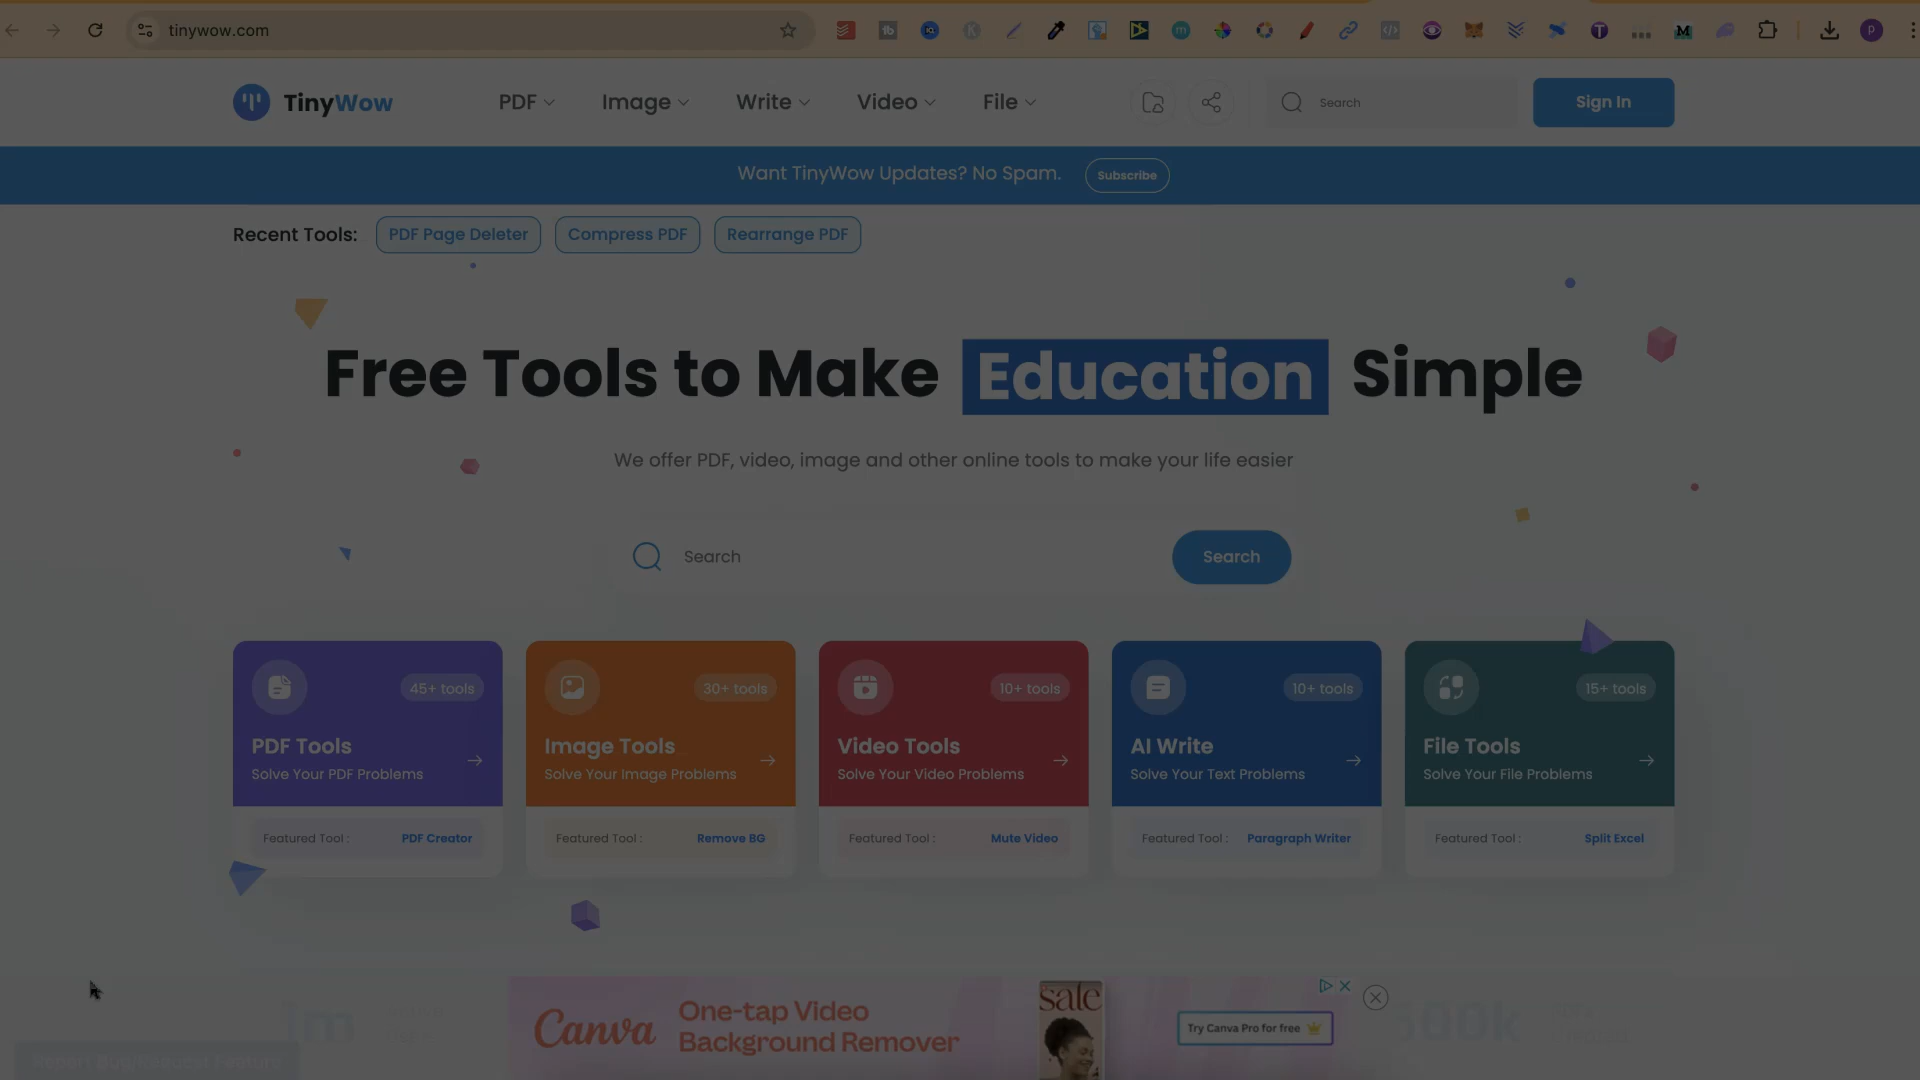 tinywow.com
TinyWow
PDF
Image
Write
Video
File
Search
Sign In
Want TinyWow Updates? No Spam.
Subscribe
Recent Tools:
PDF Page Deleter
Compress PDF
Rearrange PDF
Free Tools to Make Education Simple
We offer PDF, video, image and other online tools to make your life easier
Search
Search
45+ tools
PDF Tools
Solve Your PDF Problems
Featured Tool :
PDF Creator
30+ tools
Image Tools
Solve Your Image Problems
Featured Tool :
Remove BG
10+ tools
Video Tools
Solve Your Video Problems
Featured Tool :
Mute Video
10+ tools
AI Write
Solve Your Text Problems
Featured Tool :
Paragraph Writer
15+ tools
File Tools
Solve Your File Problems
Featured Tool :
Split Excel
1m
500k
Canva
One-tap Video
Background Remover
sale
Try Canva Pro for free
Report Bug/Request Feature